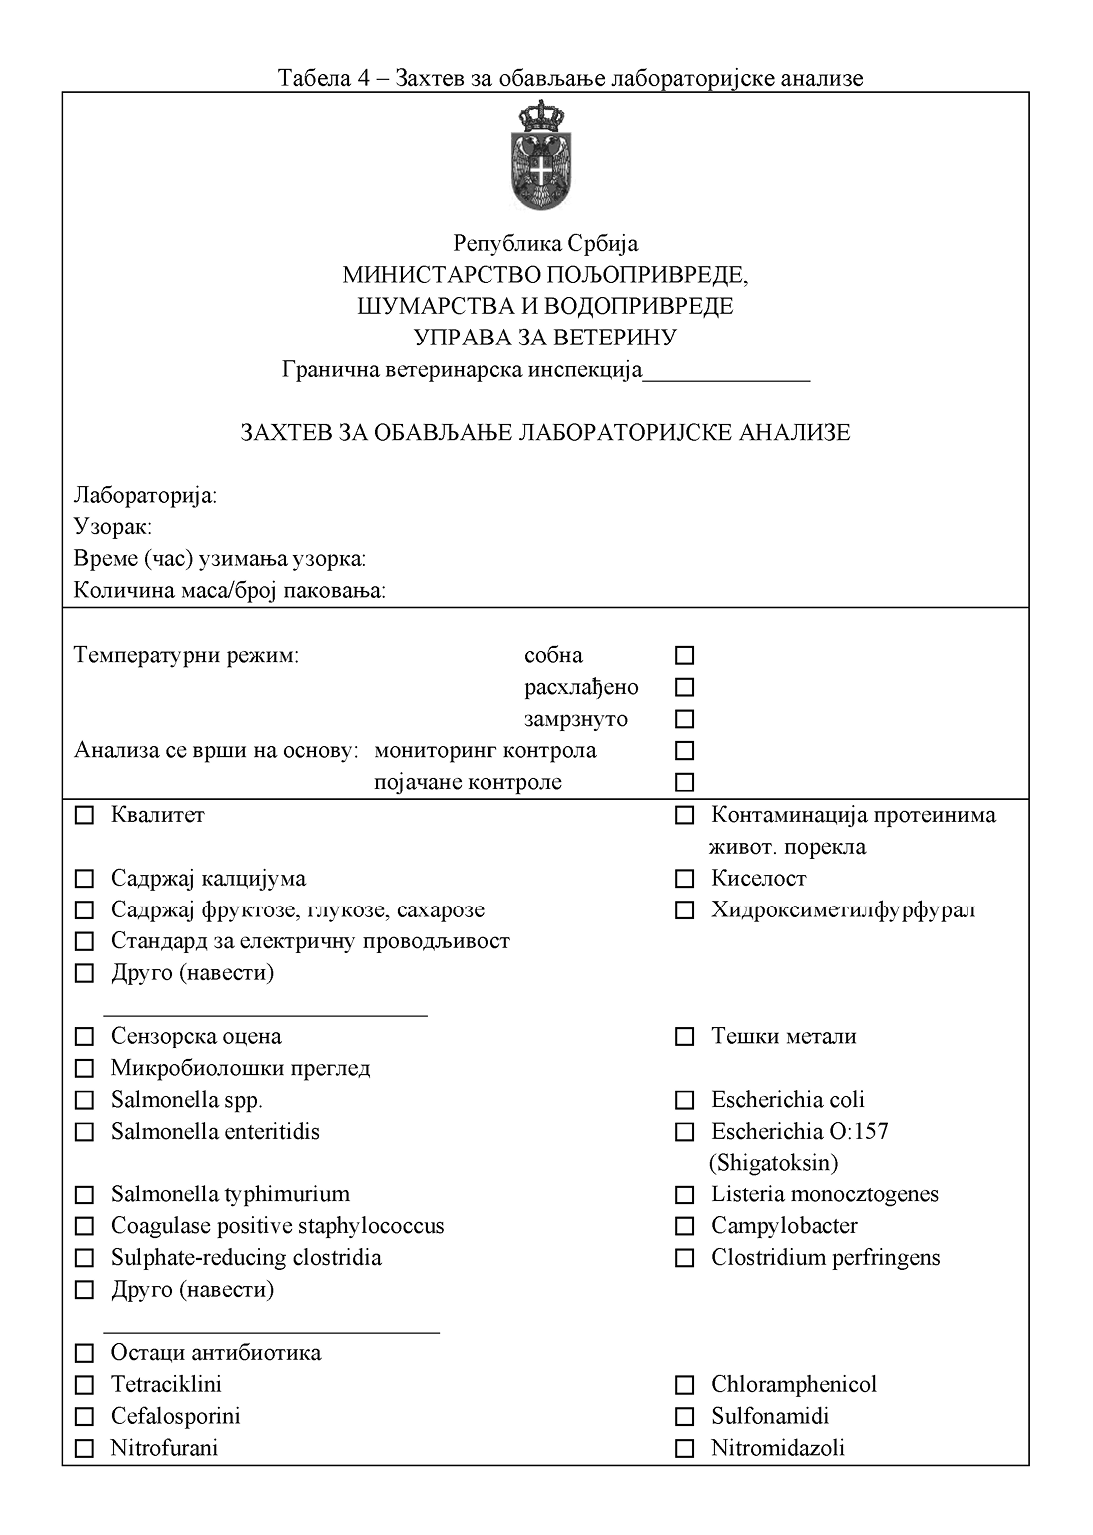 Табела 4 – Захтев за обављање лабораторијске анализе
Република Србија
МИНИСТАРСТВО ПОЉОПРИВРЕДЕ,
ШУМАРСТВА И ВОДОПРИВРЕДЕ
УПРАВА ЗА ВЕТЕРИНУ
Гранична ветеринарска инспекција______________
ЗАХТЕВ ЗА ОБАВЉАЊЕ ЛАБОРАТОРИЈСКЕ АНАЛИЗЕ
Лабораторија:
Узорак:
Време (час) узимања узорка:
Количина маса/број паковања:
Температурни режим: собна ☐
расхлађено ☐
замрзнуто ☐
Анализа се врши на основу: мониторинг контрола ☐
појачане контроле ☐
☐ Квалитет ☐ Контаминација протеинима
живот. порекла
☐ Садржај калцијума ☐ Киселост
☐ Садржај фруктозе, глукозе, сахарозе ☐ Хидроксиметилфурфурал
☐ Стандард за електричну проводљивост
☐ Друго (навести)
___________________________
☐ Сензорска оцена ☐ Тешки метали
☐ Микробиолошки преглед
☐ Salmonella spp. ☐ Escherichia coli
☐ Salmonella enteritidis ☐ Escherichia O:157
(Shigatoksin)
☐ Salmonella typhimurium ☐ Listeria monocztogenes
☐ Coagulase positive staphylococcus ☐ Campylobacter
☐ Sulphate-reducing clostridia ☐ Clostridium perfringens
☐ Друго (навести)
____________________________
☐ Остаци антибиотика
☐ Tetraciklini ☐ Chloramphenicol
☐ Cefalosporini ☐ Sulfonamidi
☐ Nitrofurani ☐ Nitromidazoli